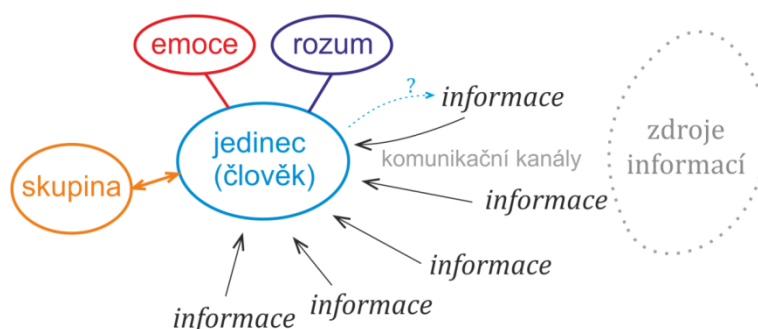 emoce
rozum
?
informace
zdroje
informací
jedinec
(člověk)
komunikační kanály
skupina
informace
informace
informace
informace